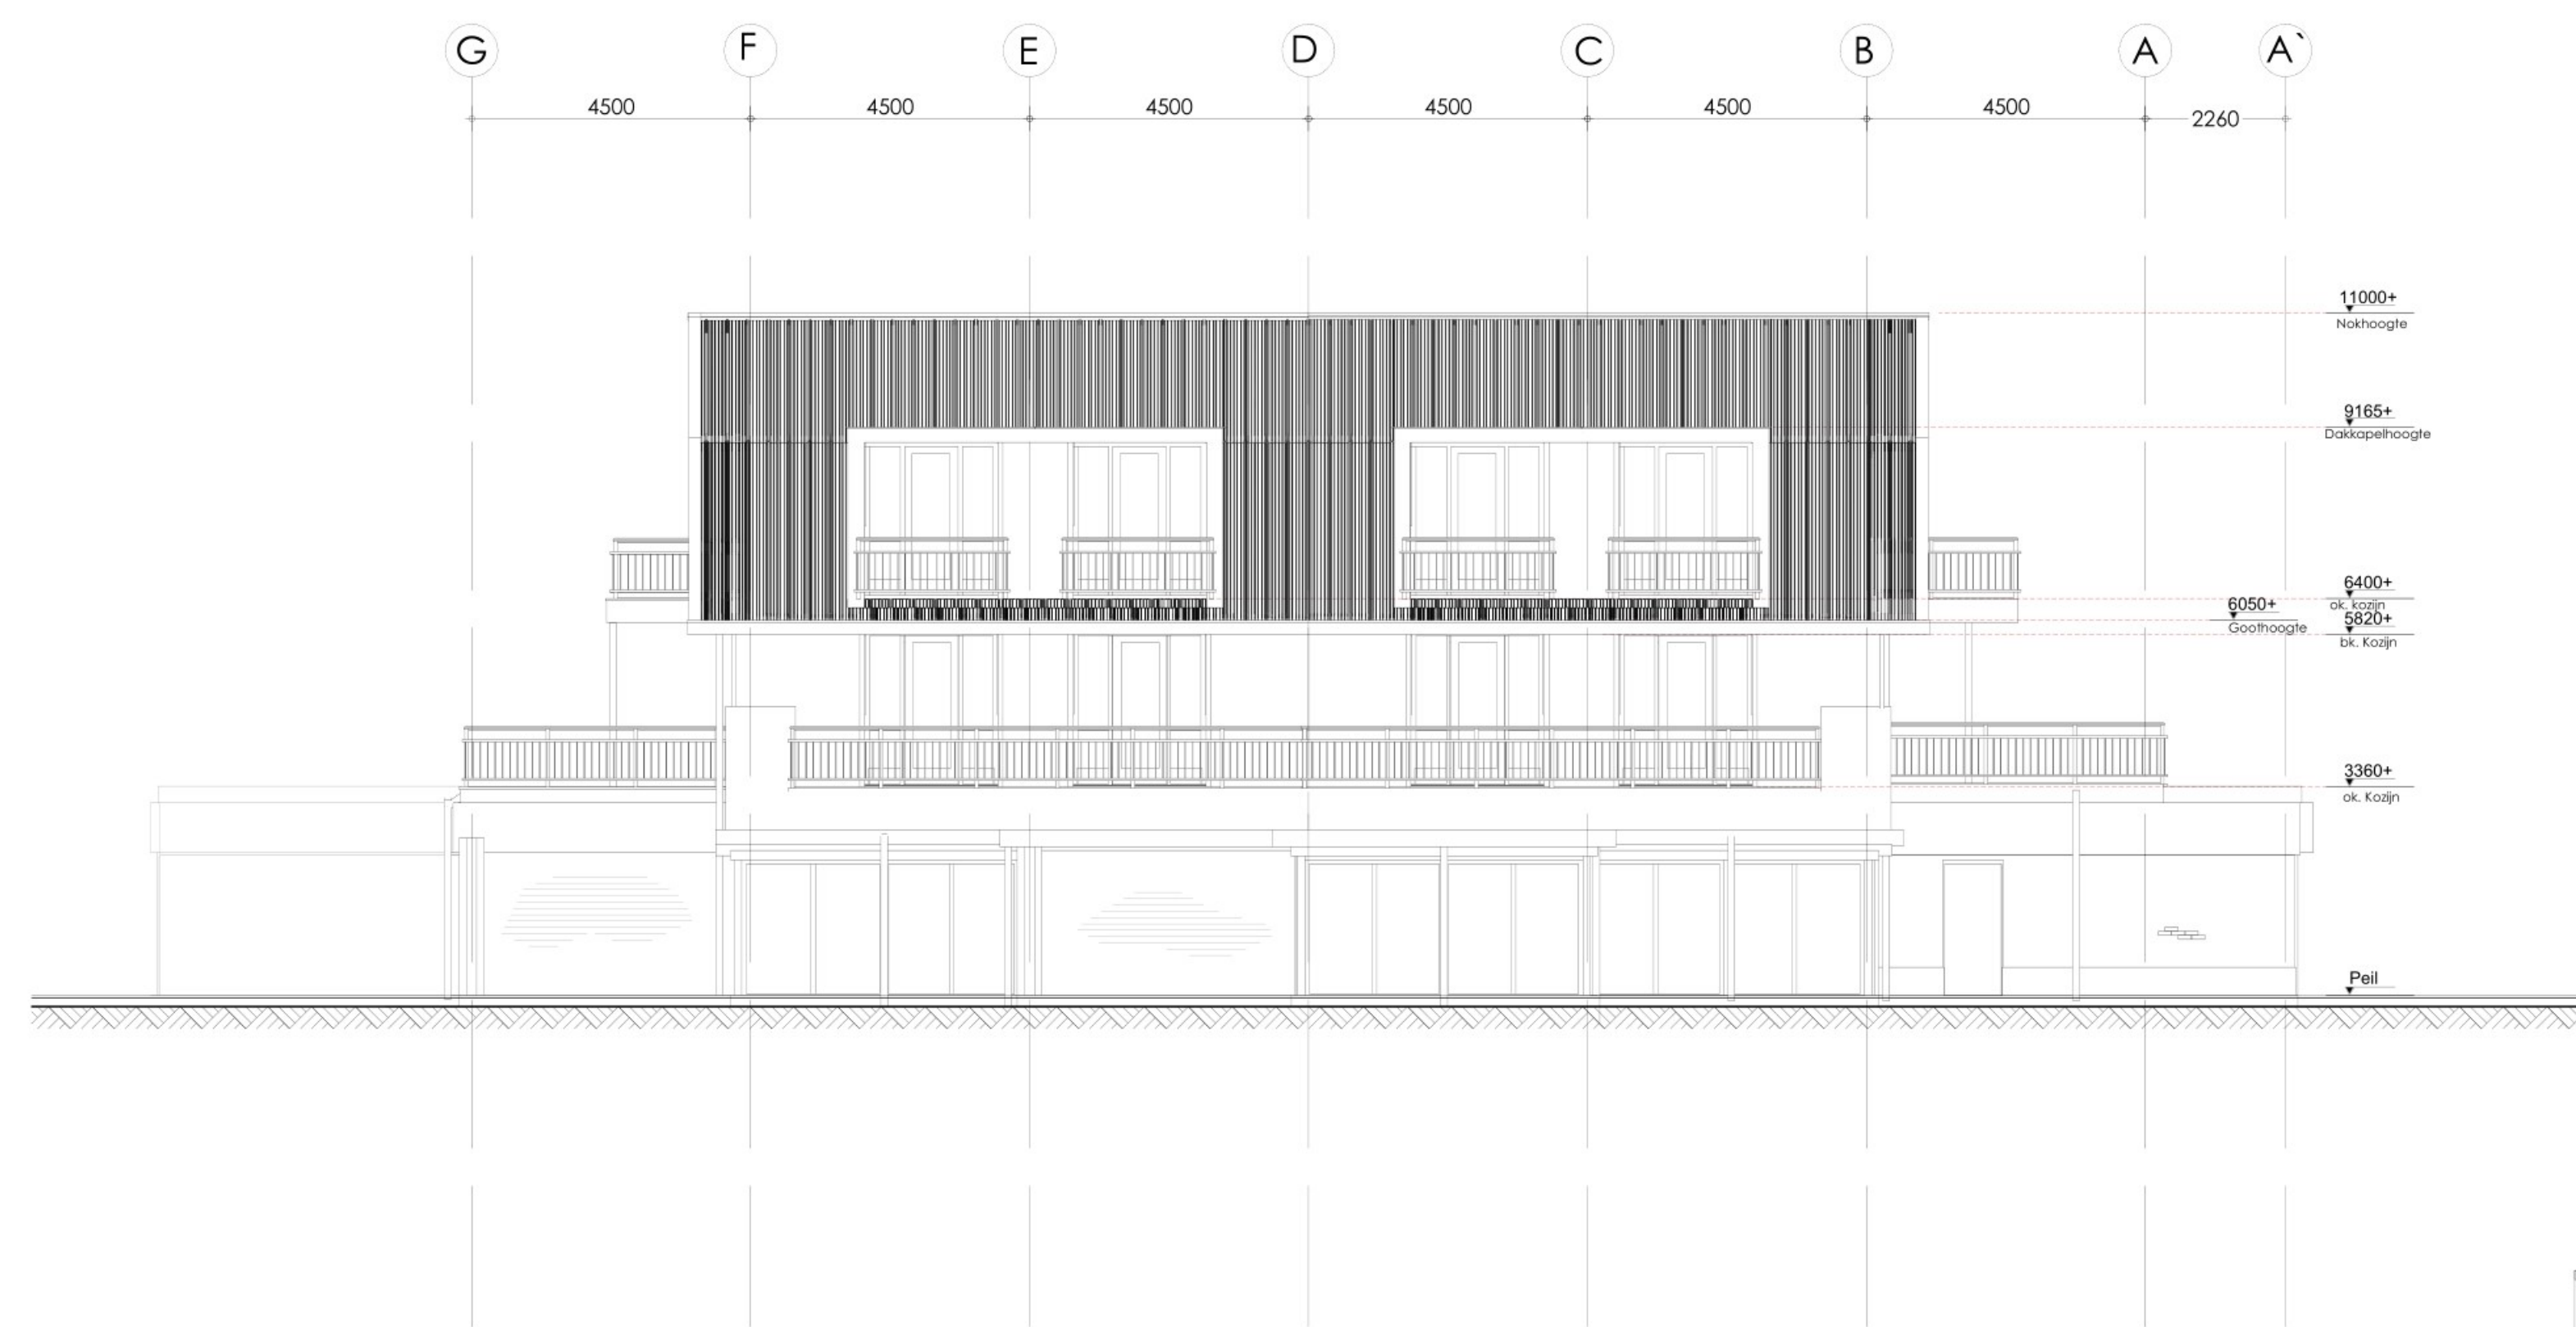 G F E D C B A A`
4500 4500 4500 4500 4500 4500 2260
11000+
Nokhoogte
9165+
Dakkapelhoogte
6400+
ok. kozijn
6050+
Goothoogte
5820+
bk. Kozijn
3360+
ok. Kozijn
Peil